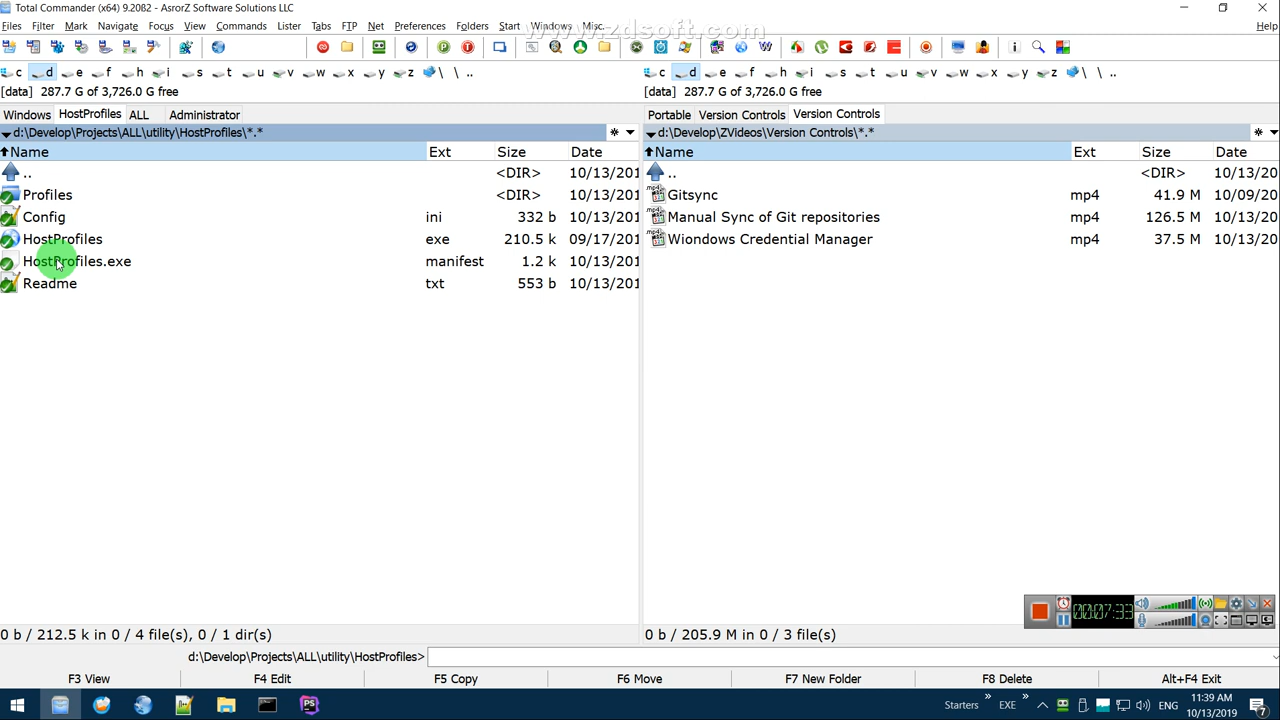 Total Commander (x64) 9.2082 - AsrorZ Software Solutions LLC
Files Filter Mark Navigate Focus View Commands Lister Tabs FTP Net Preferences Folders Start Windows Misc. Help
www.zdsoft.com
c d e f h i s t u v w x y z \ ..
c d e f h i s t u v w x y z \ ..
[data] 287.7 G of 3,726.0 G free
[data] 287.7 G of 3,726.0 G free
Windows HostProfiles ALL Administrator
Portable Version Controls Version Controls
d:\Develop\Projects\ALL\utility\HostProfiles\*.*
d:\Develop\ZVideos\Version Controls\*.*
Name Ext Size Date
.. <DIR> 10/13/201
Profiles <DIR> 10/13/201
Config ini 332 b 10/13/201
HostProfiles exe 210.5 k 09/17/201
HostProfiles.exe manifest 1.2 k 10/13/201
Readme txt 553 b 10/13/201
Name Ext Size Date
.. <DIR> 10/13/20
Gitsync mp4 41.9 M 10/09/20
Manual Sync of Git repositories mp4 126.5 M 10/13/20
Wiondows Credential Manager mp4 37.5 M 10/13/20
00:07:33
0 b / 212.5 k in 0 / 4 file(s), 0 / 1 dir(s)
0 b / 205.9 M in 0 / 3 file(s)
d:\Develop\Projects\ALL\utility\HostProfiles>
F3 View F4 Edit F5 Copy F6 Move F7 New Folder F8 Delete Alt+F4 Exit
Starters » EXE » ENG 11:39 AM
10/13/2019
7